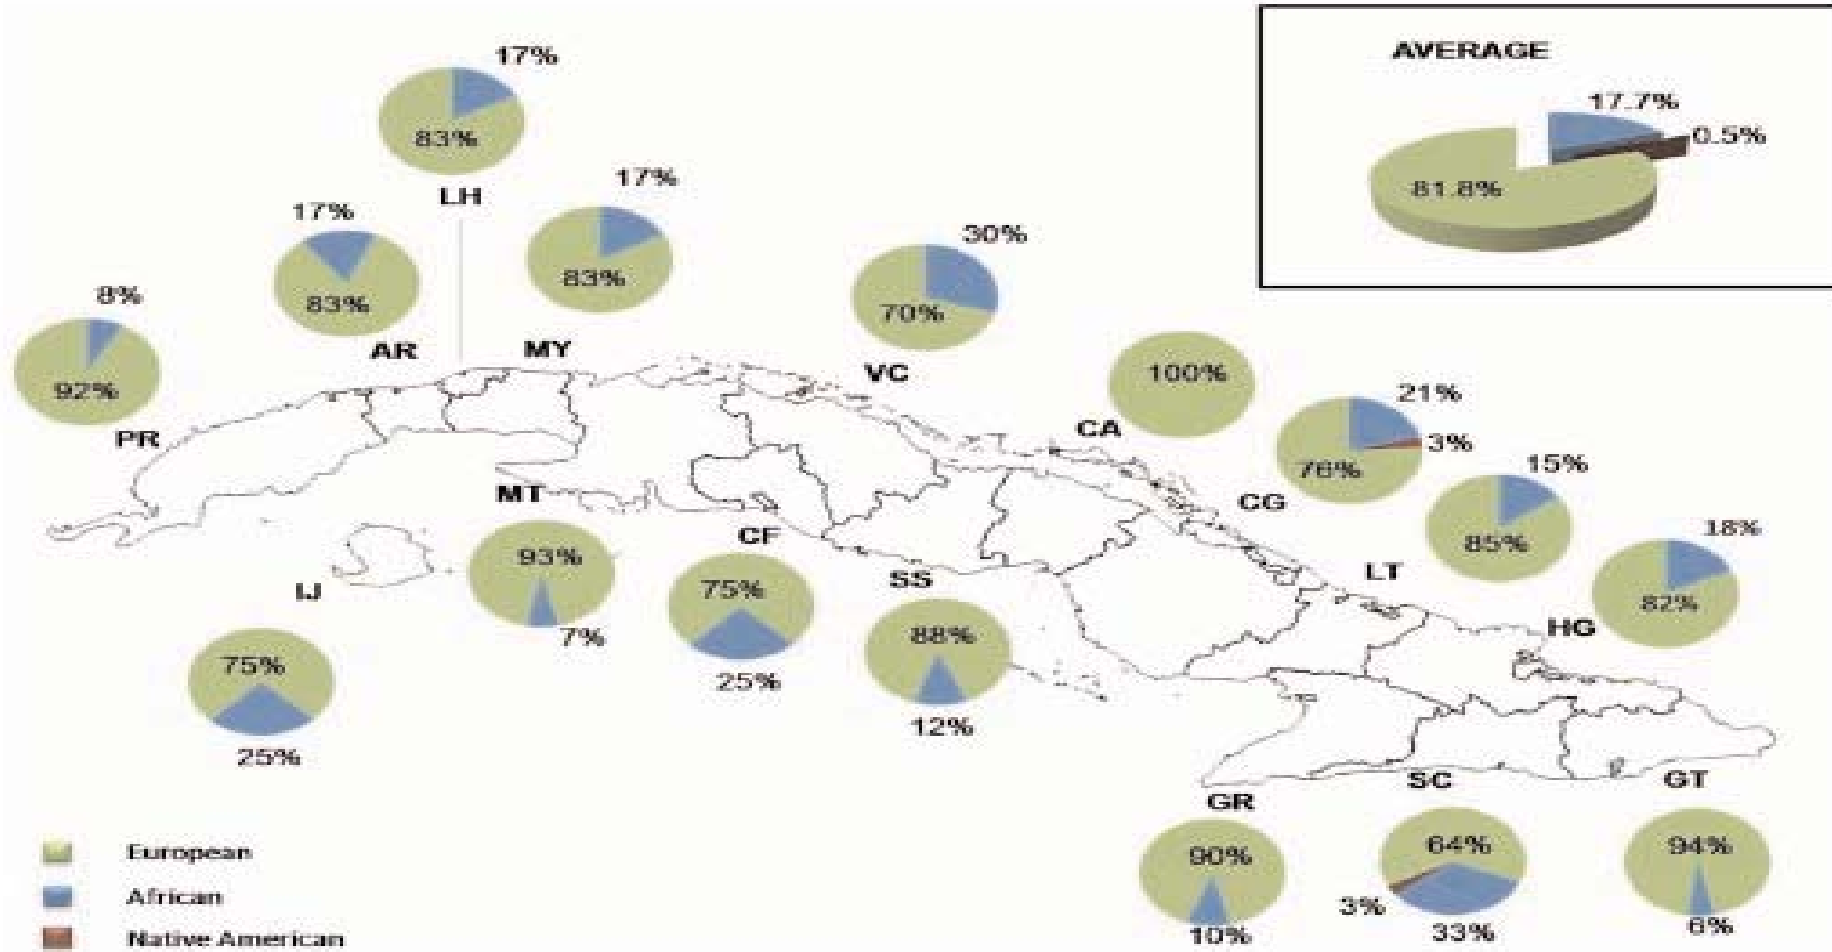 AVERAGE
17.7%
0.5%
81.8%
17%
83%
LH
17%
83%
AR
17%
83%
MY
30%
70%
VC
8%
92%
PR
100%
CA
21%
3%
76%
CG
15%
85%
LT
18%
82%
HG
MT
93%
7%
CF
75%
25%
SS
88%
12%
IJ
75%
25%
GR
90%
10%
SC
64%
3%
33%
GT
94%
6%
European
African
Native American